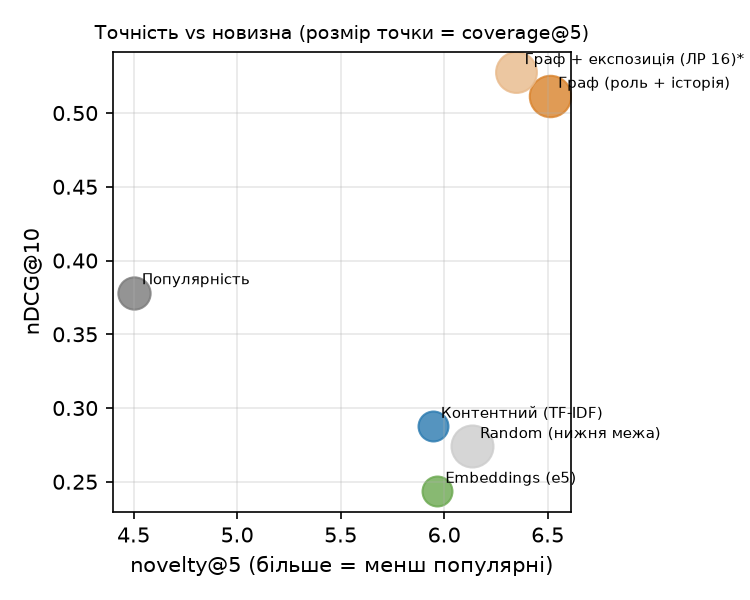 Точність vs новизна (розмір точки = coverage@5)
Граф + експозиція (ЛР 16)*
Граф (роль + історія)
0.50
0.45
0.40
Популярність
0.35
0.30
Контентний (TF-IDF)
Random (нижня межа)
Embeddings (e5)
0.25
nDCG@10
4.5 5.0 5.5 6.0 6.5
novelty@5 (більше = менш популярні)